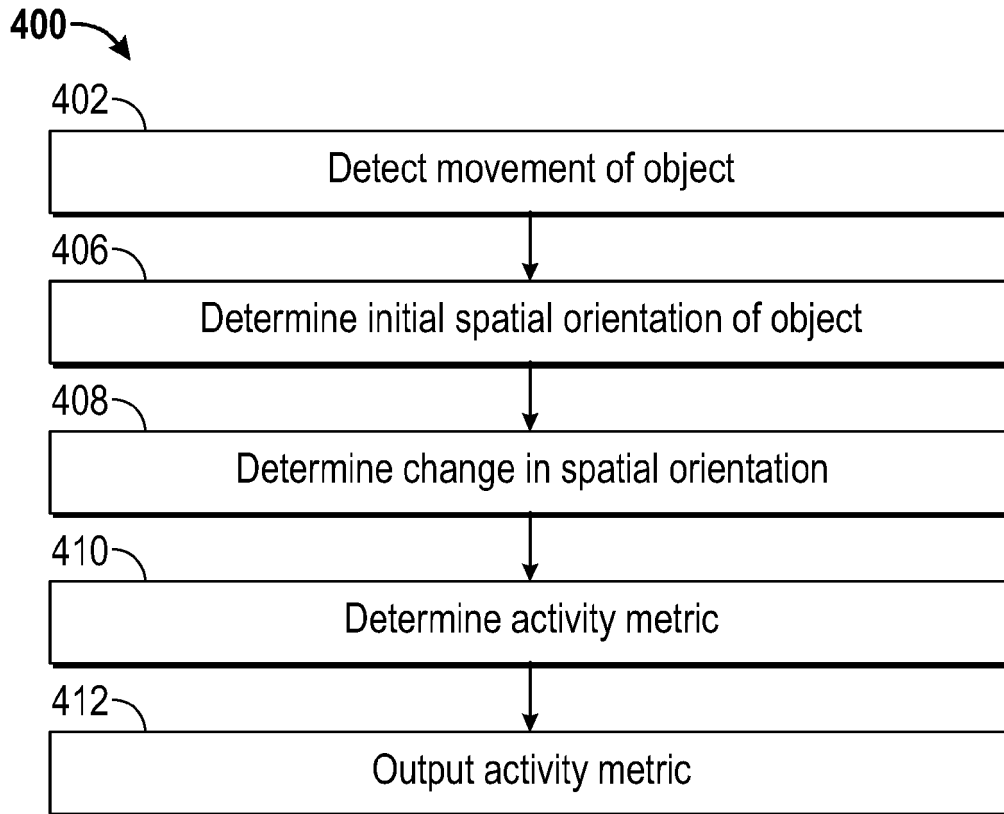 400
402
Detect movement of object
406
Determine initial spatial orientation of object
408
Determine change in spatial orientation
410
Determine activity metric
412
Output activity metric